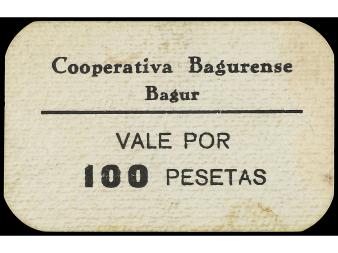 Cooperativa Bagurense
Bagur
VALE POR
100 PESETAS